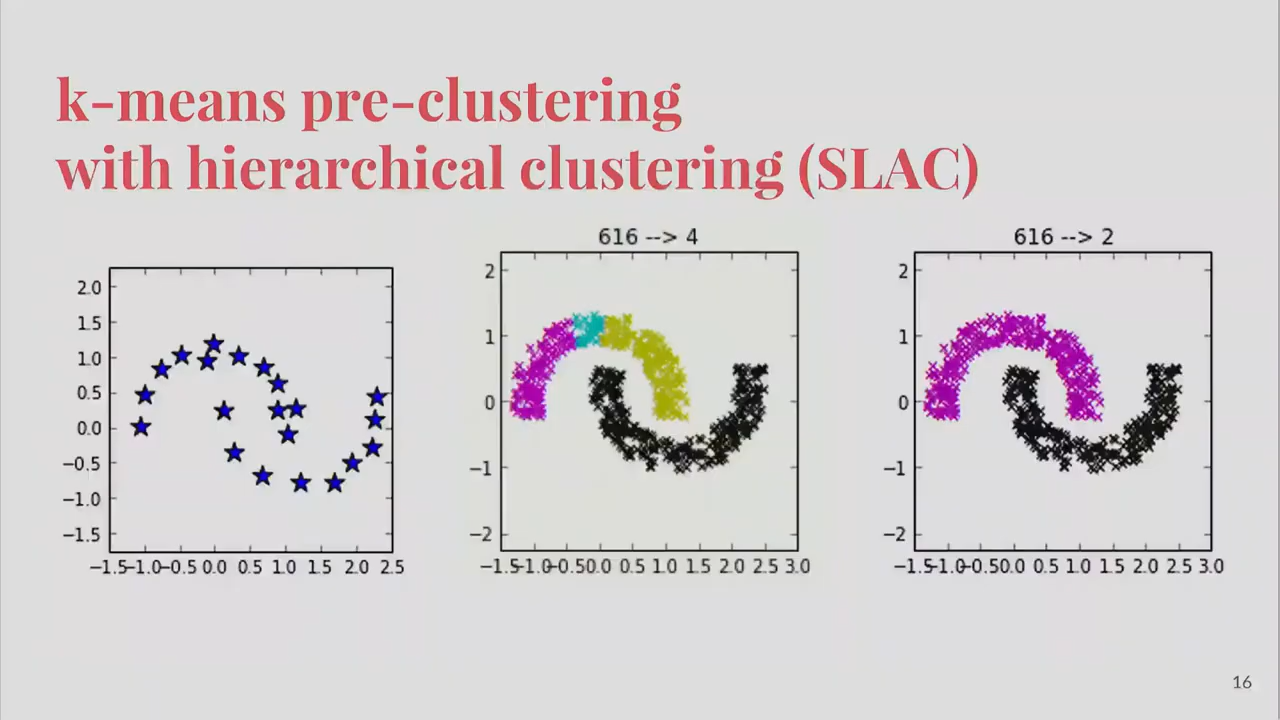 k-means pre-clustering
with hierarchical clustering (SLAC)
2.0
1.5
1.0
0.5
0.0
−0.5
−1.0
−1.5
−1.5 −1.0 −0.5 0.0 0.5 1.0 1.5 2.0 2.5
616 --> 4
2
1
0
−1
−2
−1.5 −1.0 −0.5 0.0 0.5 1.0 1.5 2.0 2.5 3.0
616 --> 2
2
1
0
−1
−2
−1.5 −1.0 −0.5 0.0 0.5 1.0 1.5 2.0 2.5 3.0
16